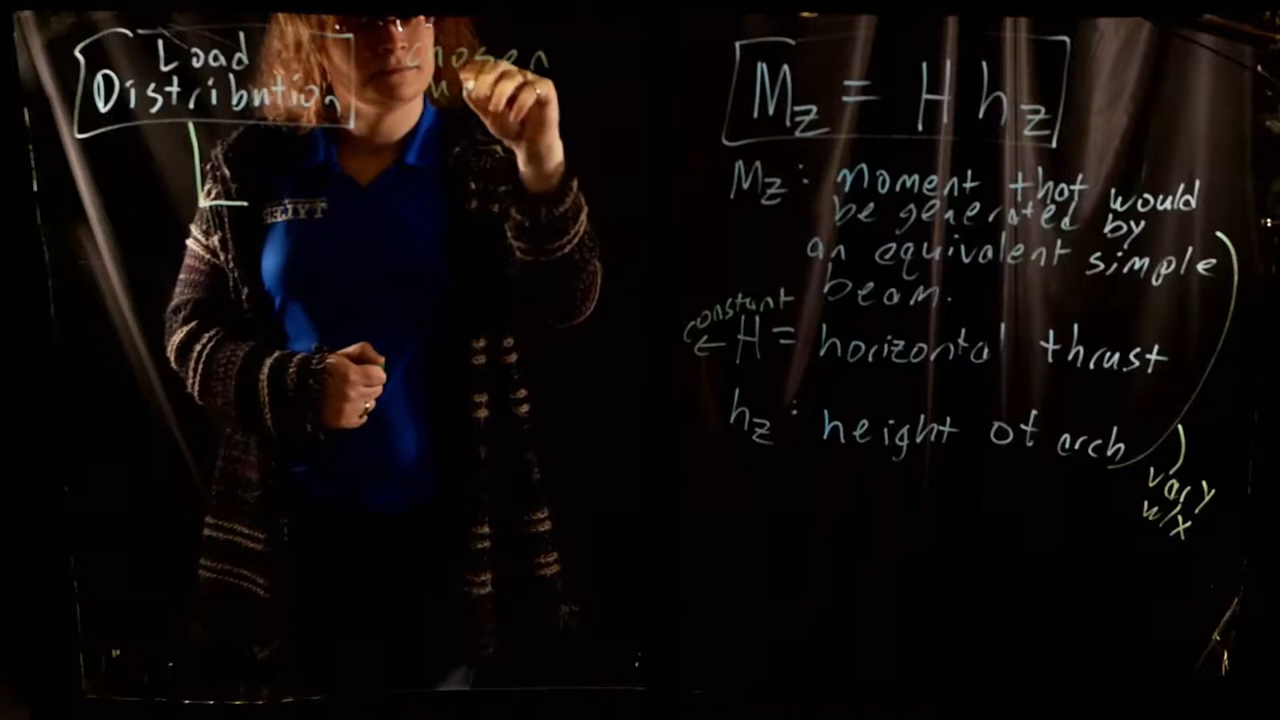 Load
Distribution
chosen
Mz = H hz
Mz: moment that would
be generated by
an equivalent simple
beam.
constant
← H = horizontal thrust
hz: height of arch
vary
w/x